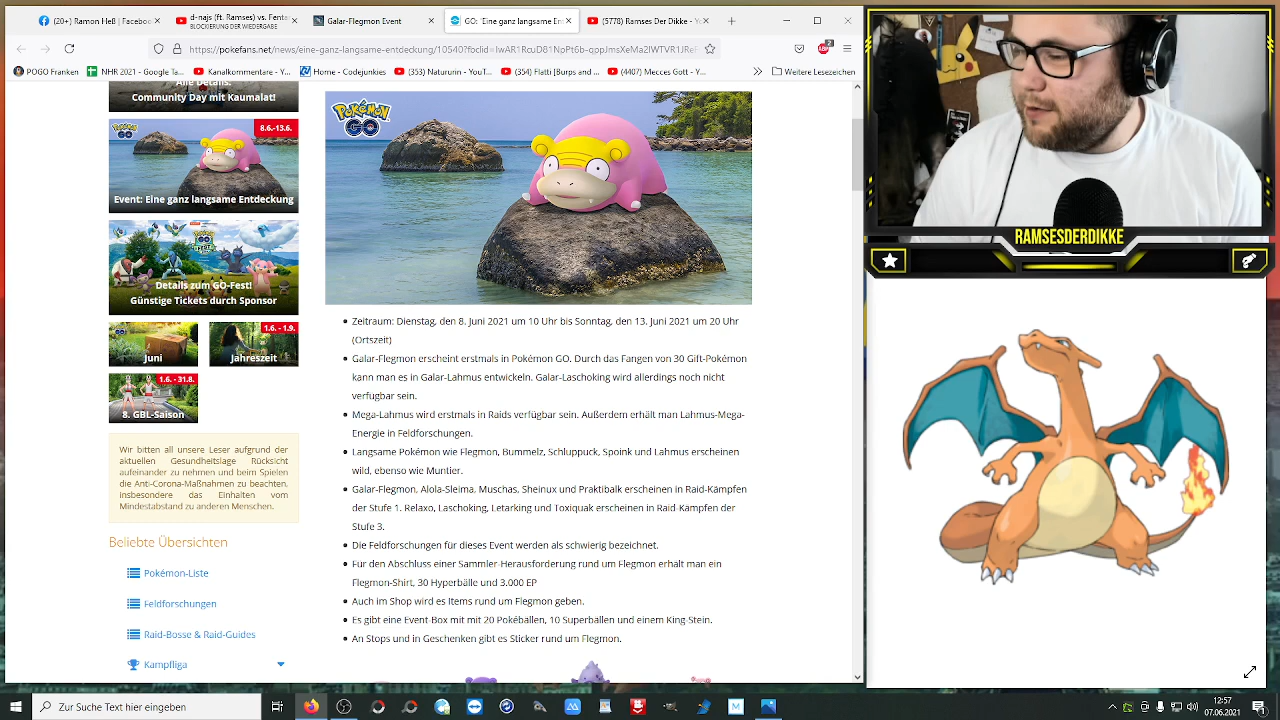 (578) ft. Ramses) Fentc
BLOCKIERUNG DER WIEDERGABE...
Galar-Flegmon -
GO: Eine ganz langsame Ent
(5778) Ramses Der Dikke - You
https://pokefans.net/news/eine-ganz-langsame-entdeckung/10540?fbclid=
POGO Franken
NHR 2021 - Google Ta...
Kanalkommentare - Y...
Home - Codejunkies
(353) Naturunin - YouT...
(354) Flatti [Burps and ...
(4407) Mecces Gott - Y...
Weitere Lesezeichen
Community Day mit Kaumalat!
8.6.-13.6.
Event: Eine ganz langsame Entdeckung
Details zum GO-Fest!
Günstige Tickets durch Sponsor
Juni
1.6. - 1.9.
Jahreszeit
1.6. - 31.8.
8. GBL-Saison
Wir bitten all unsere Leser aufgrund der
aktuellen Gesundheitslage Rücksicht
aufeinander zu nehmen und beim Spielen
die Anti-Corona-Maßnahmen zu beachten,
insbesondere das Einhalten vom
Mindestabstand zu anderen Menschen.
Beliebte Übersichten
Pokémon-Liste
Feldforschungen
Raid-Bosse & Raid-Guides
Kampfliga
Pokémon
GO
Zeitraum: Dienstag, den 8. Juni 2021 um 10 Uhr bis Sonntag, den 13. Juni 2021 um 20 Uhr
(Ortszeit)
Galar-Flegmon erscheint erstmals in Pokémon GO. Durch das Fangen von 30 Gift-Pokémon
kann man es in Galar-Lahmus entwickeln. Galar-Laschoking wird allerdings noch nicht
verfügbar sein.
Mega-Lahmus wird erstmals in Raids verfügbar sein. Außerdem erhält man Lahmus-Mega-
Energie in Feldforschungen.
Langsame Pokémon wie Flegmon, Bummelz, Schluppuck, Spoink und Lahmus erscheinen
wild, ebenso wie Muntier.
Galar-Flegmon, Alola-Sleima, Muschas, Sheinux und Praktibalk erscheinen in Raid-Kämpfen
der Stufe 1. Relaxo, Laschoking, Letarking und Toxiquak erscheinen in Raid-Kämpfen der
Stufe 3.
Die Feldforschungen für dieses Event werden als schwierig bezeichnet.
Für den Abschluss einer Sammler-Herausforderung rund um Flegmon erhält man ein
Flegmon-Shirt, 30 Hyperbälle und 3.000 EP
Auch im Shop wird es Items rund um Flegmon geben.
Es gibt eine Event-Box mit mit 20 Pokébällen, 10 Superbällen und einem King-Stein.
An Stops und in Geschenken gibt es Sticker rund um Flegmon.
RAMSESDERDIKKE
Zur Suche Text hier eingeben
12:57
07.06.2021